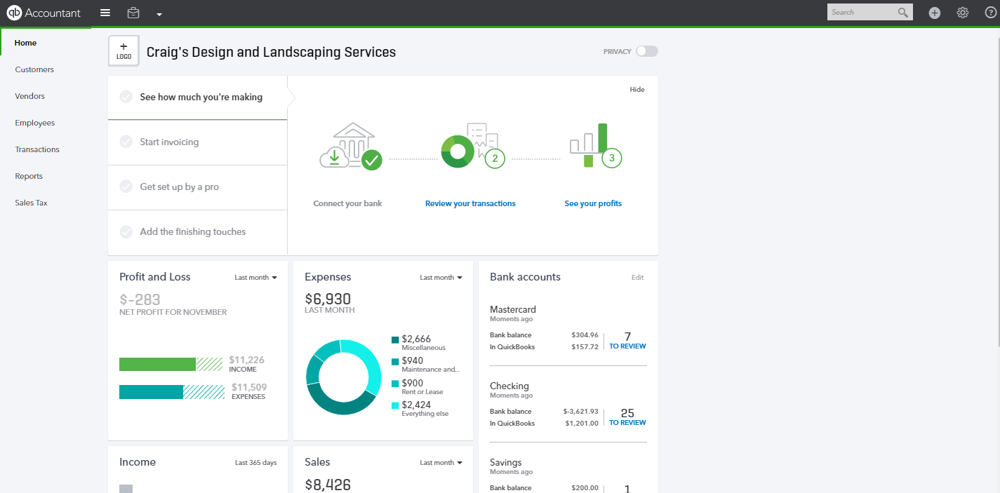 qb Accountant
Search
?
Home
Customers
Vendors
Employees
Transactions
Reports
Sales Tax
+
LOGO
Craig's Design and Landscaping Services
PRIVACY
See how much you're making
Start invoicing
Get set up by a pro
Add the finishing touches
Hide
2
3
Connect your bank
Review your transactions
See your profits
Profit and Loss
Last month
$-283
NET PROFIT FOR NOVEMBER
$11,226
INCOME
$11,509
EXPENSES
Expenses
Last month
$6,930
LAST MONTH
$2,666
Miscellaneous
$940
Maintenance and...
$900
Rent or Lease
$2,424
Everything else
Bank accounts
Edit
Mastercard
Moments ago
Bank balance $304.96
In QuickBooks $157.72
7
TO REVIEW
Checking
Moments ago
Bank balance $-3,621.93
In QuickBooks $1,201.00
25
TO REVIEW
Savings
Moments ago
Bank balance $200.00
1
Income
Last 365 days
Sales
Last month
$8,426